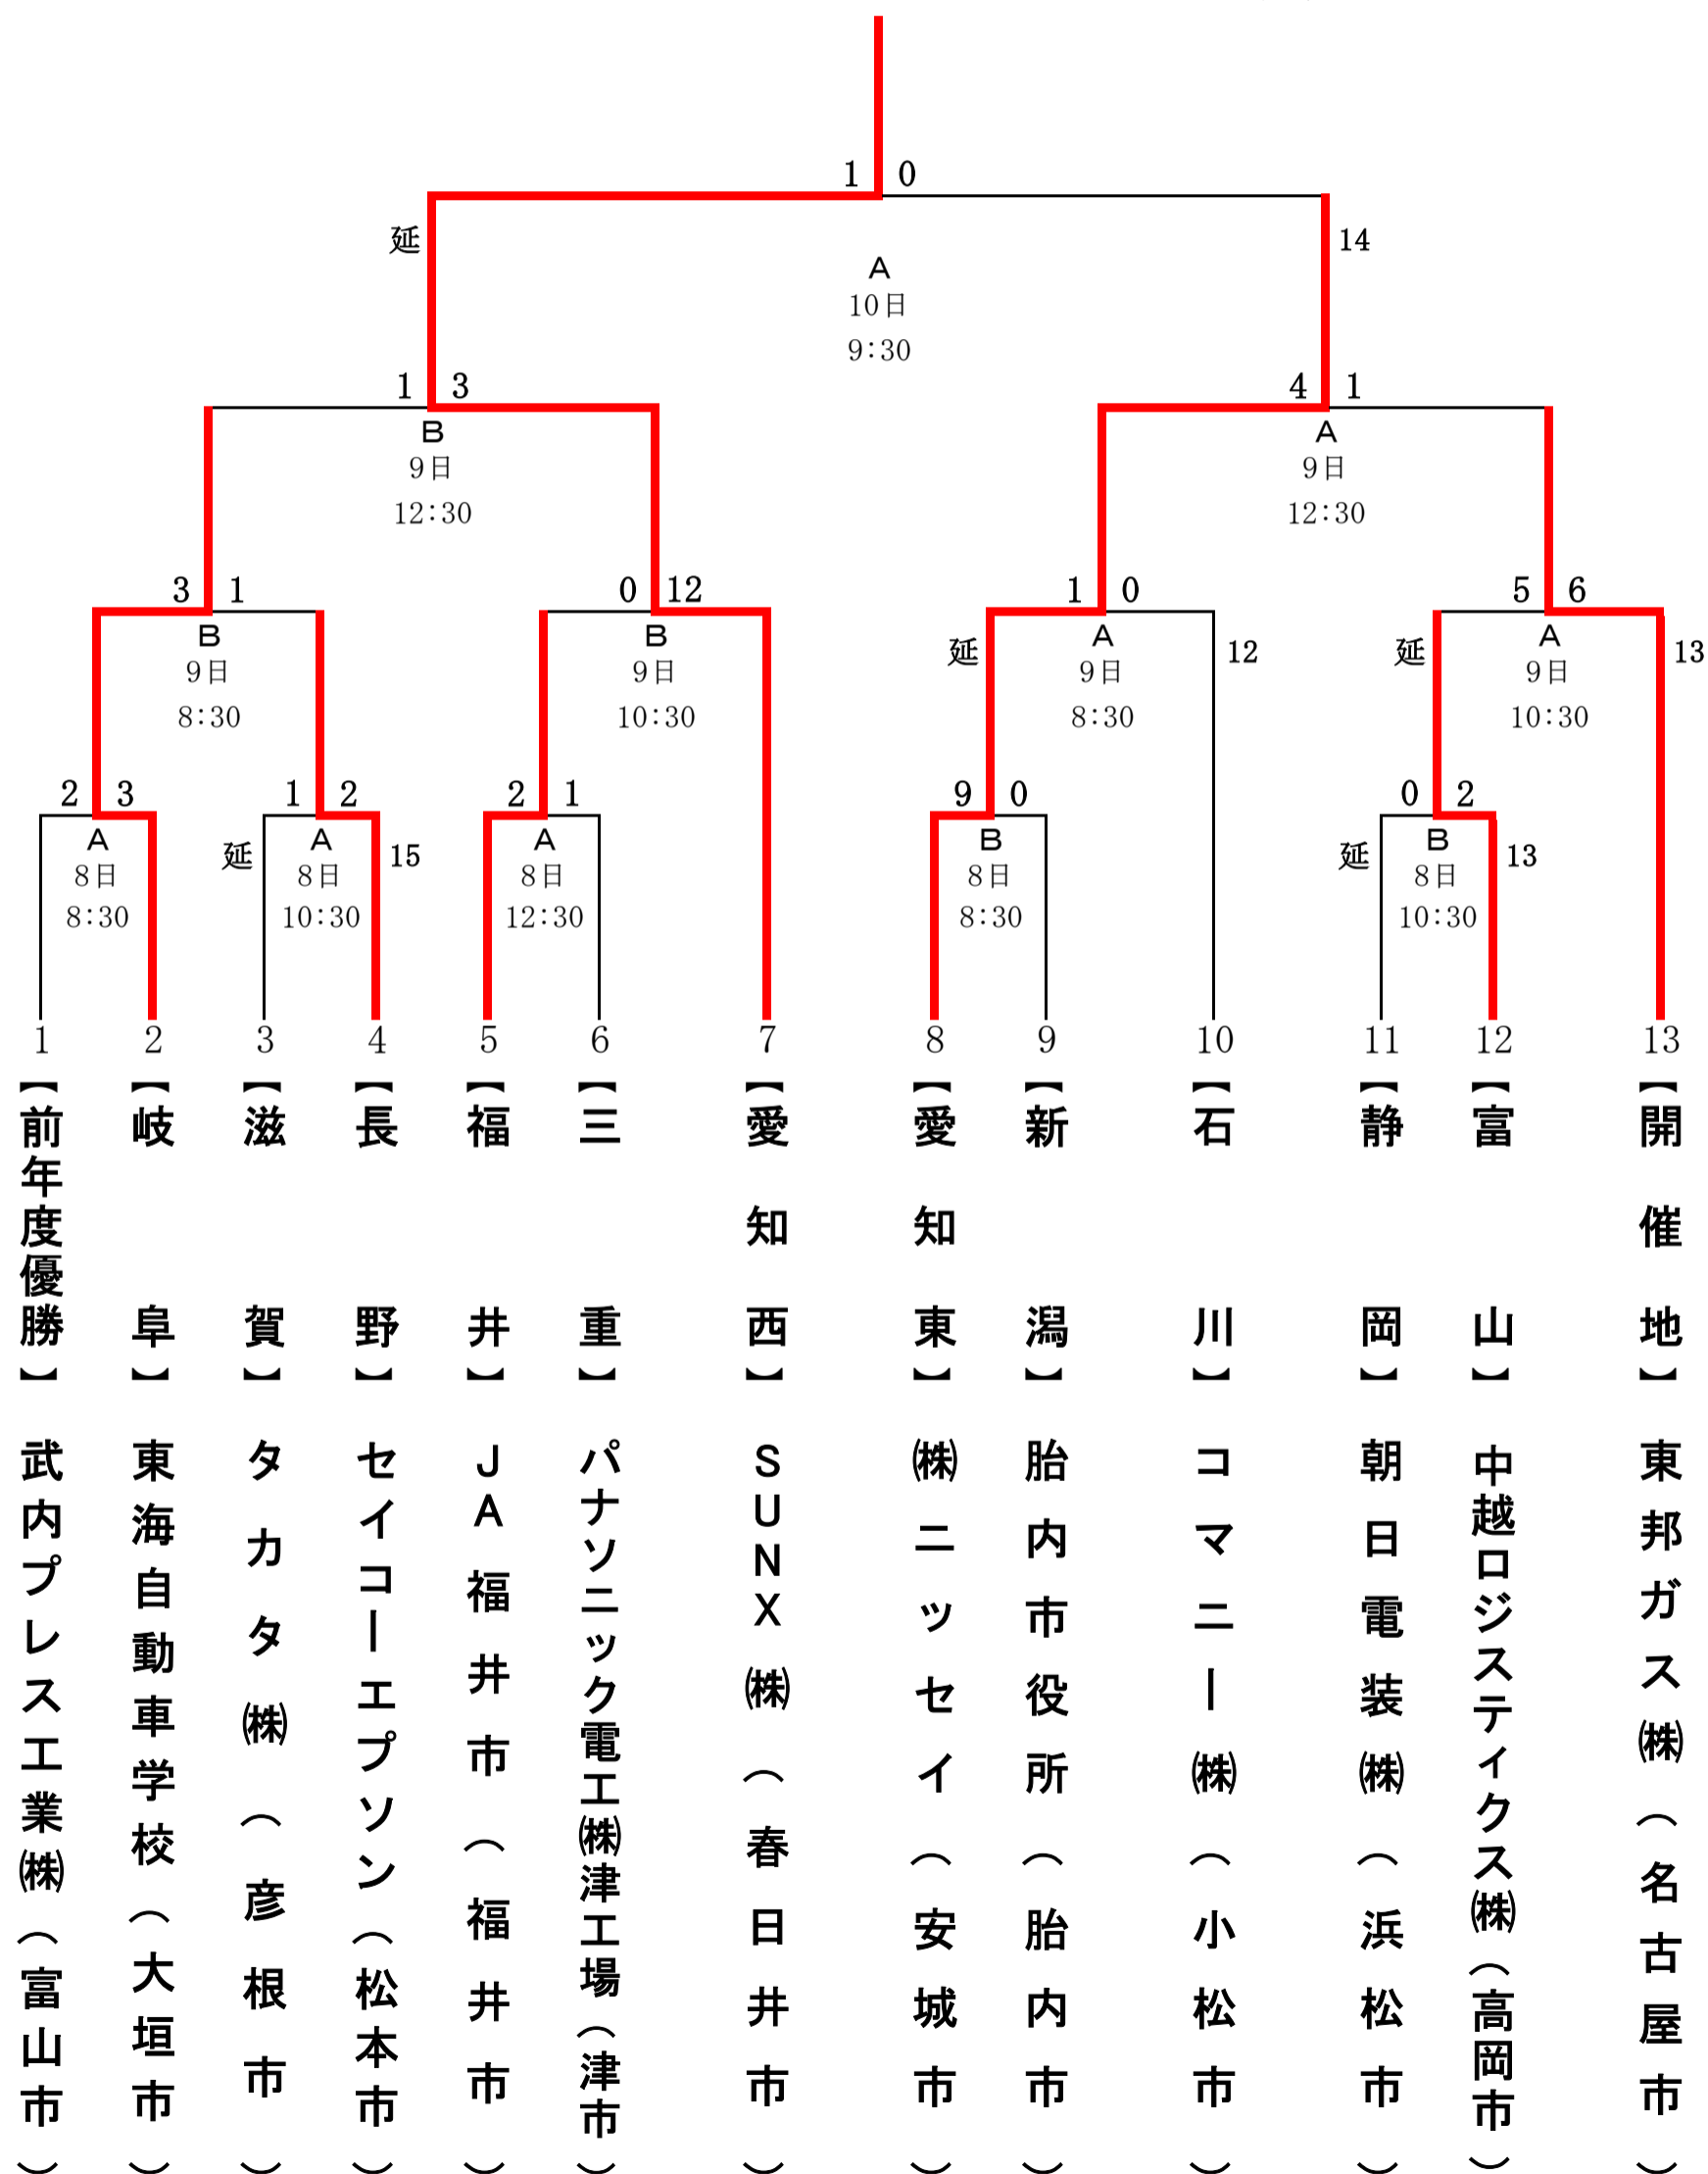 1 0
延 14
A
10日
9:30
1 3 4 1
B A
9日 9日
12:30 12:30
3 1 0 12 1 0 5 6
B B 延 A 12 延 A 13
9日 9日 9日 9日
8:30 10:30 8:30 10:30
2 3 1 2 2 1 9 0 0 2
A 延 A 15 A B 延 B 13
8日 8日 8日 8日 8日
8:30 10:30 12:30 8:30 10:30
1【前年度優勝】武内プレス工業㈱（富山市）
2【岐阜】東海自動車学校（大垣市）
3【滋賀】タカタ㈱（彦根市）
4【長野】セイコーエプソン（松本市）
5【福井】JA福井市（福井市）
6【三重】パナソニック電工㈱津工場（津市）
7【愛知西】SUNX㈱（春日井市）
8【愛知東】㈱ニッセイ（安城市）
9【新潟】胎内市役所（胎内市）
10【石川】コマニー㈱（小松市）
11【静岡】朝日電装㈱（浜松市）
12【富山】中越ロジスティクス㈱（高岡市）
13【開催地】東邦ガス㈱（名古屋市）